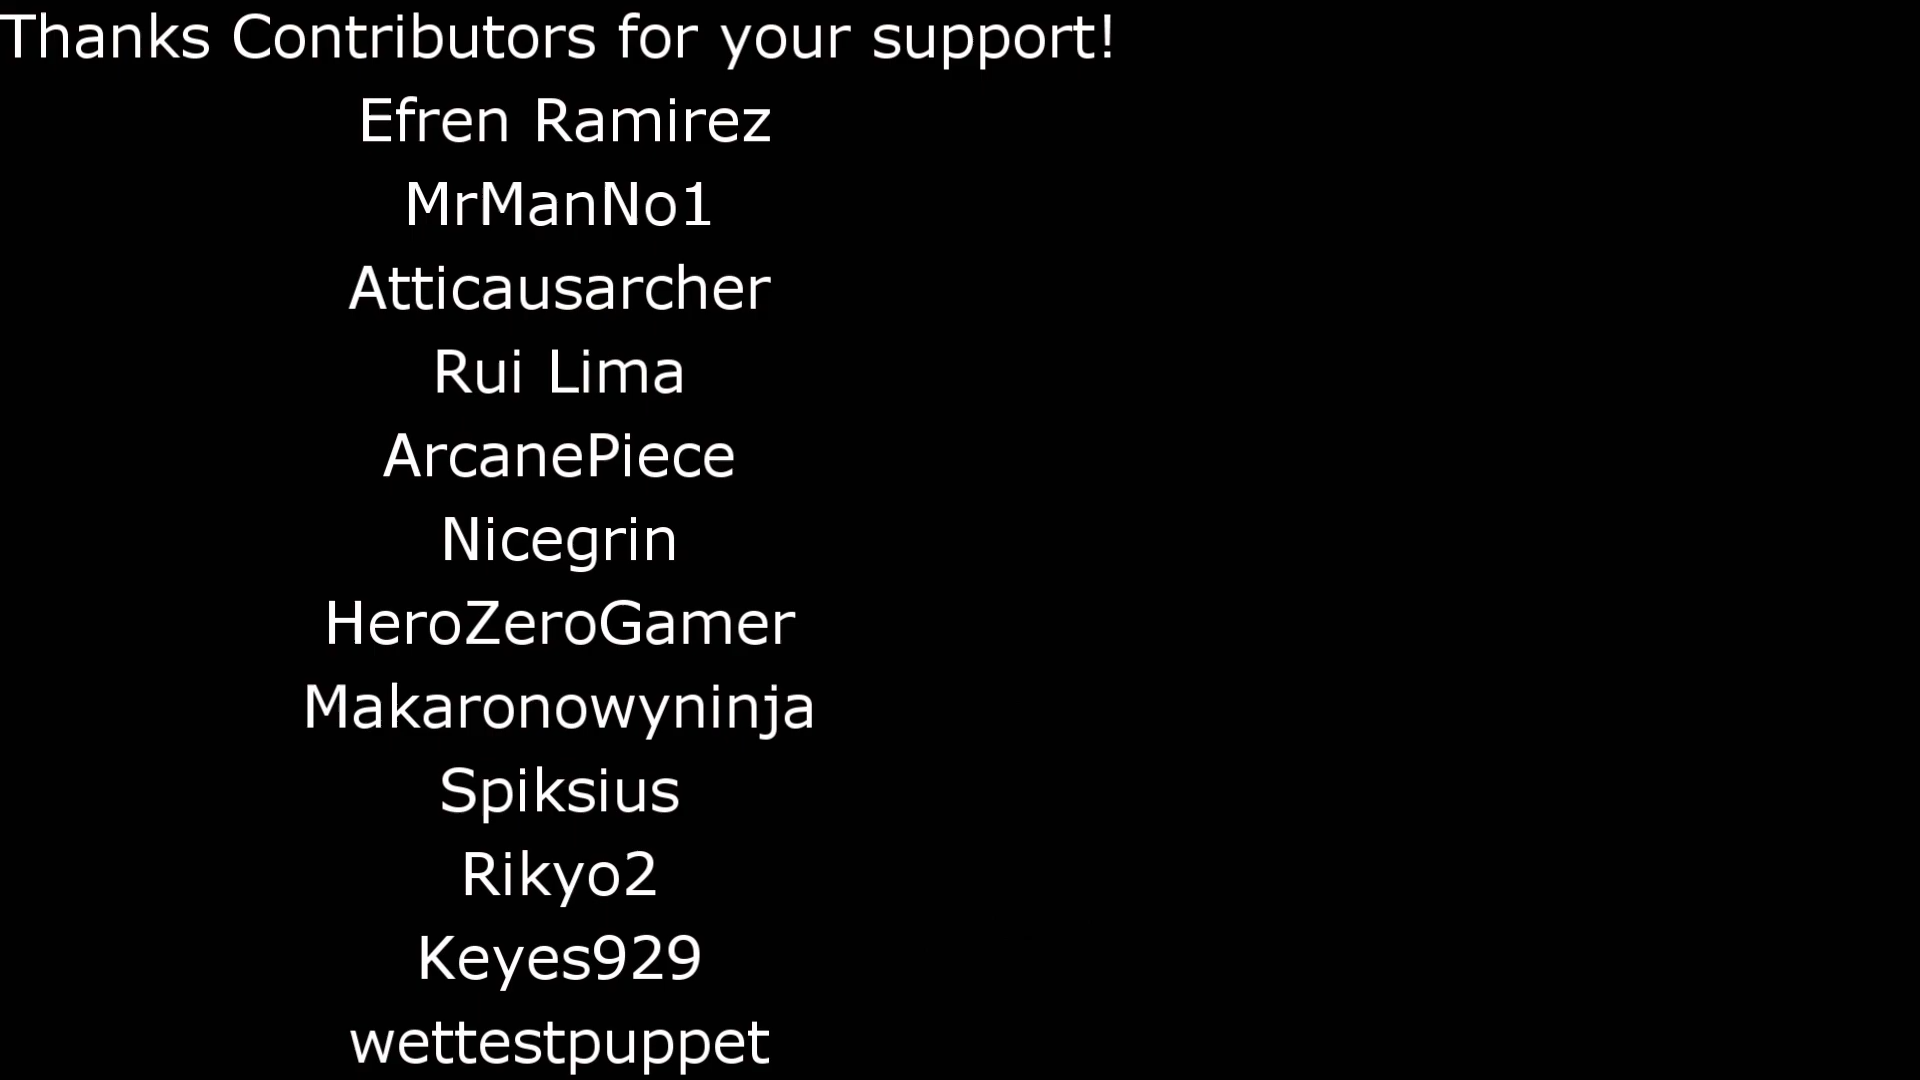 Thanks Contributors for your support!
Efren Ramirez
MrManNo1
Atticausarcher
Rui Lima
ArcanePiece
Nicegrin
HeroZeroGamer
Makaronowyninja
Spiksius
Rikyo2
Keyes929
wettestpuppet